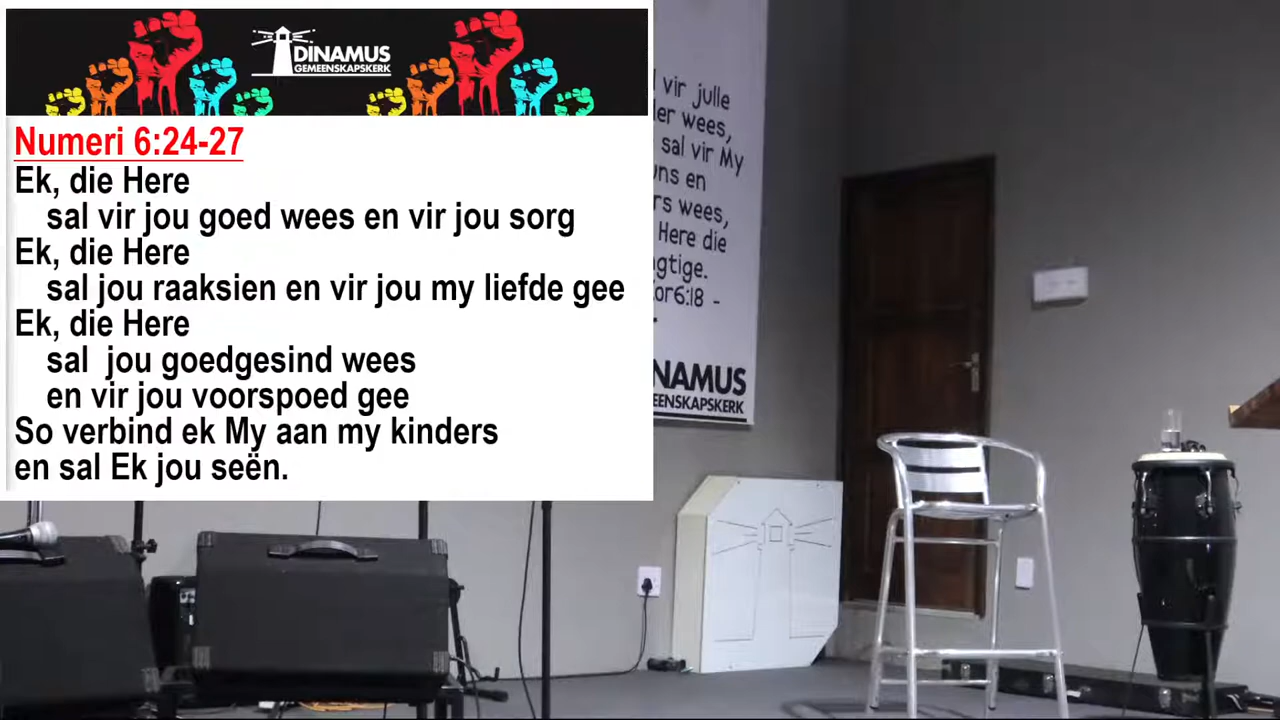 DINAMUS
GEMEENSKAPSKERK
Numeri 6:24-27
Ek, die Here
sal vir jou goed wees en vir jou sorg
Ek, die Here
sal jou raaksien en vir jou my liefde gee
Ek, die Here
sal jou goedgesind wees
en vir jou voorspoed gee
So verbind ek My aan my kinders
en sal Ek jou seën.
vir julle
wees,
sal vir My
en
wees,
Here die
6:18 -